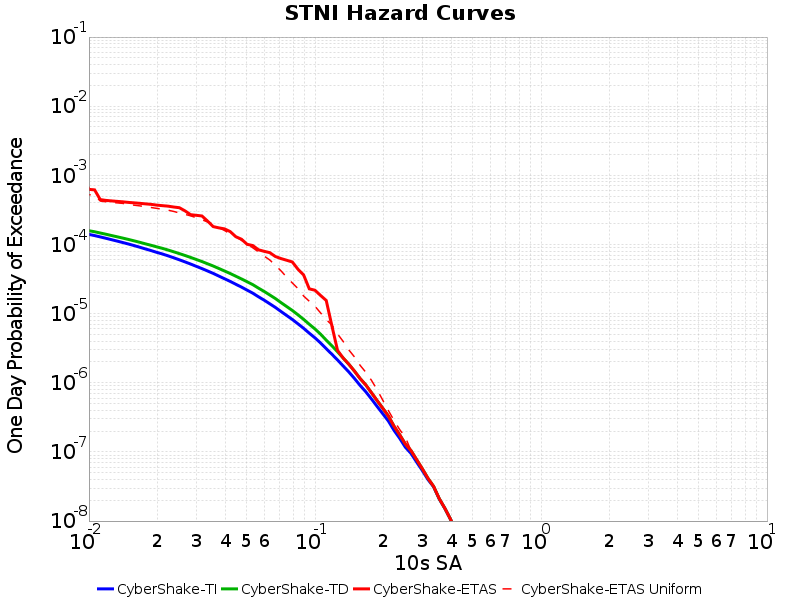 STNI Hazard Curves
One Day Probability of Exceedance
10^-1
10^-2
10^-3
10^-4
10^-5
10^-6
10^-7
10^-8
10^-2 2 3 4 5 6 10^-1 2 3 4 5 6 7 10^0 2 3 4 5 6 7 10^1
10s SA
CyberShake-TI CyberShake-TD CyberShake-ETAS CyberShake-ETAS Uniform